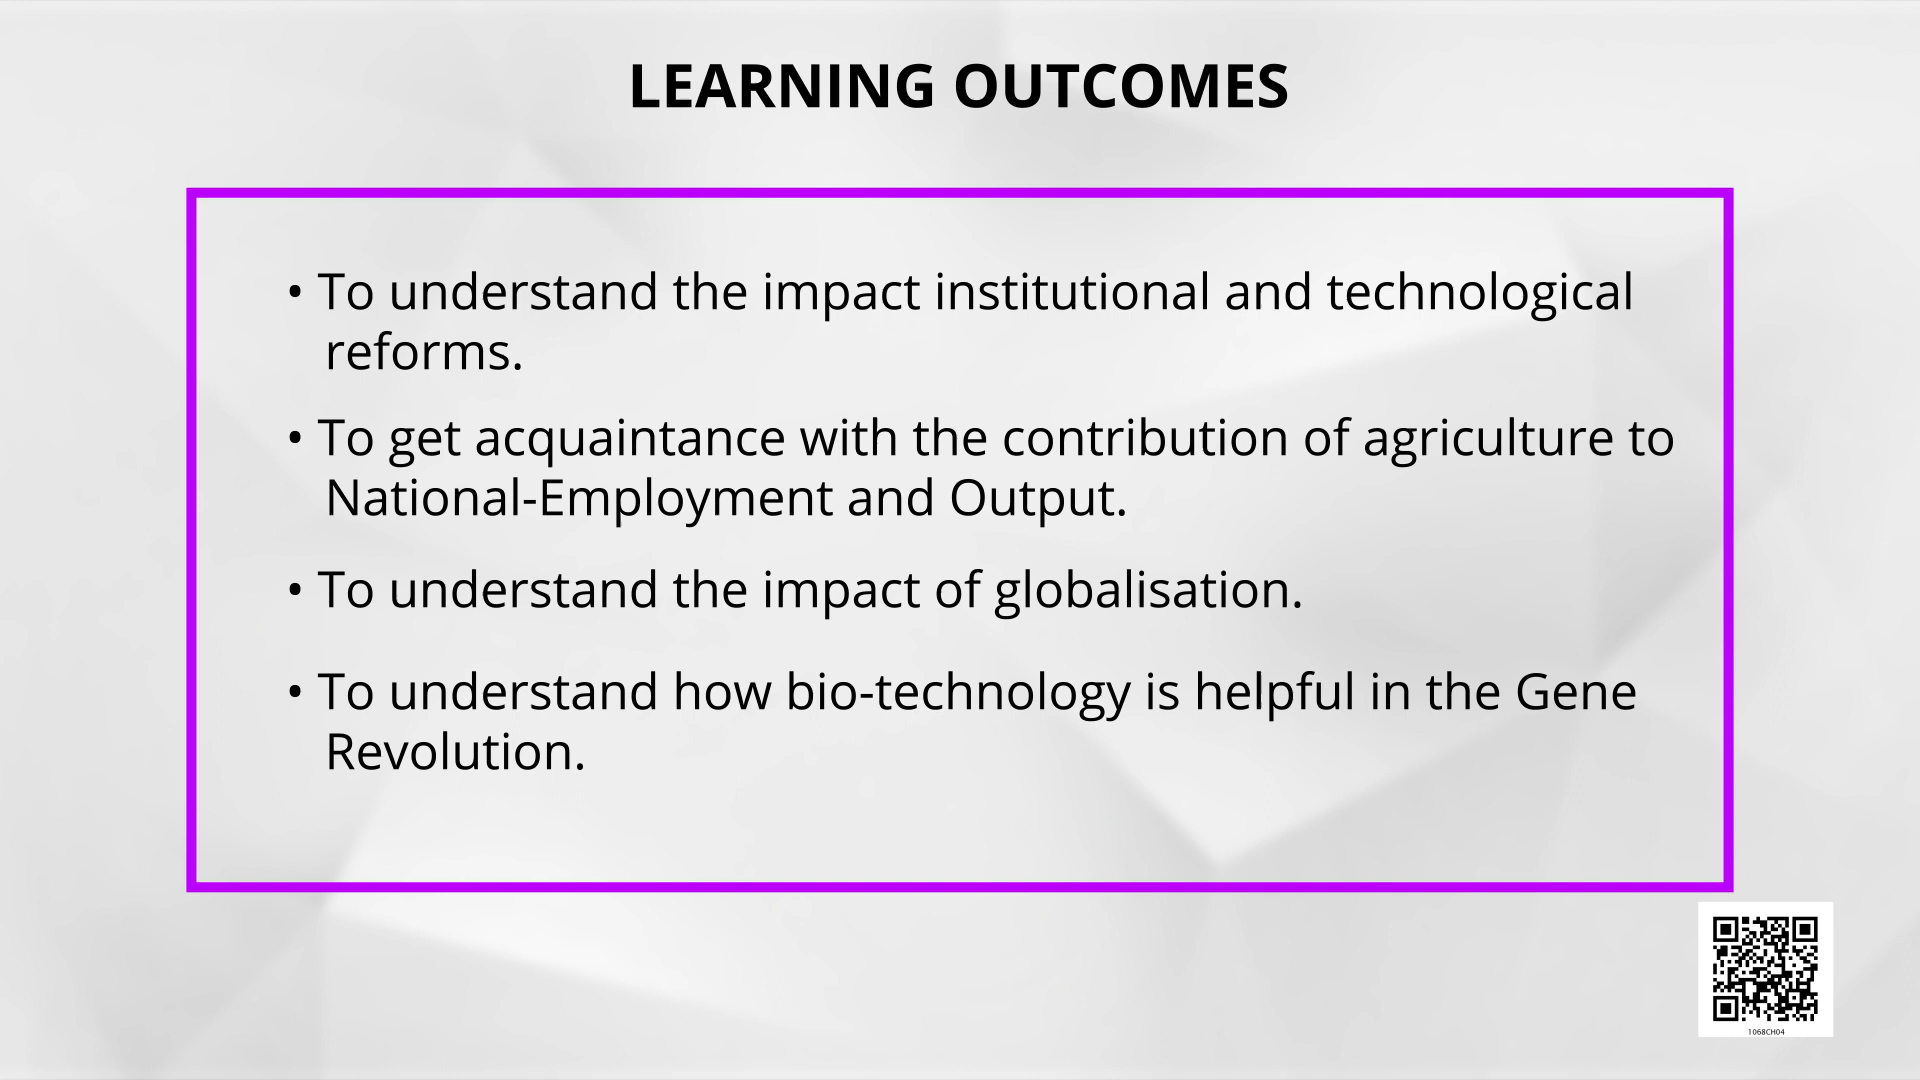 LEARNING OUTCOMES
• To understand the impact institutional and technological
reforms.
• To get acquaintance with the contribution of agriculture to
National-Employment and Output.
• To understand the impact of globalisation.
• To understand how bio-technology is helpful in the Gene
Revolution.
1068CH04